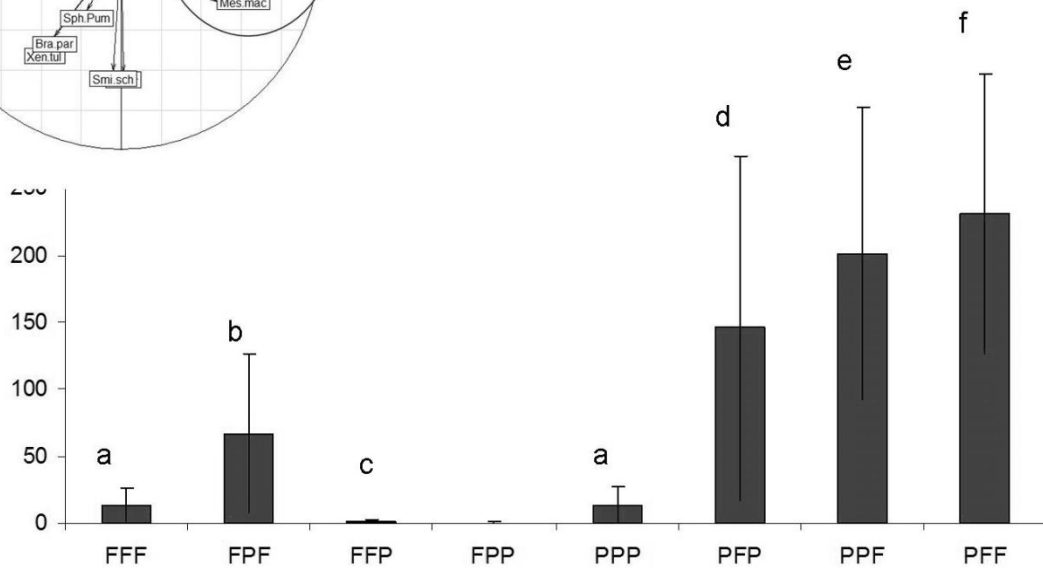 Mes.mac
Sph.Pum
Bra.par
Xen.tul
Smi.sch
f
e
d
250
200
b
150
100
a
c
a
50
0
FFF FPF FFP FPP PPP PFP PPF PFF